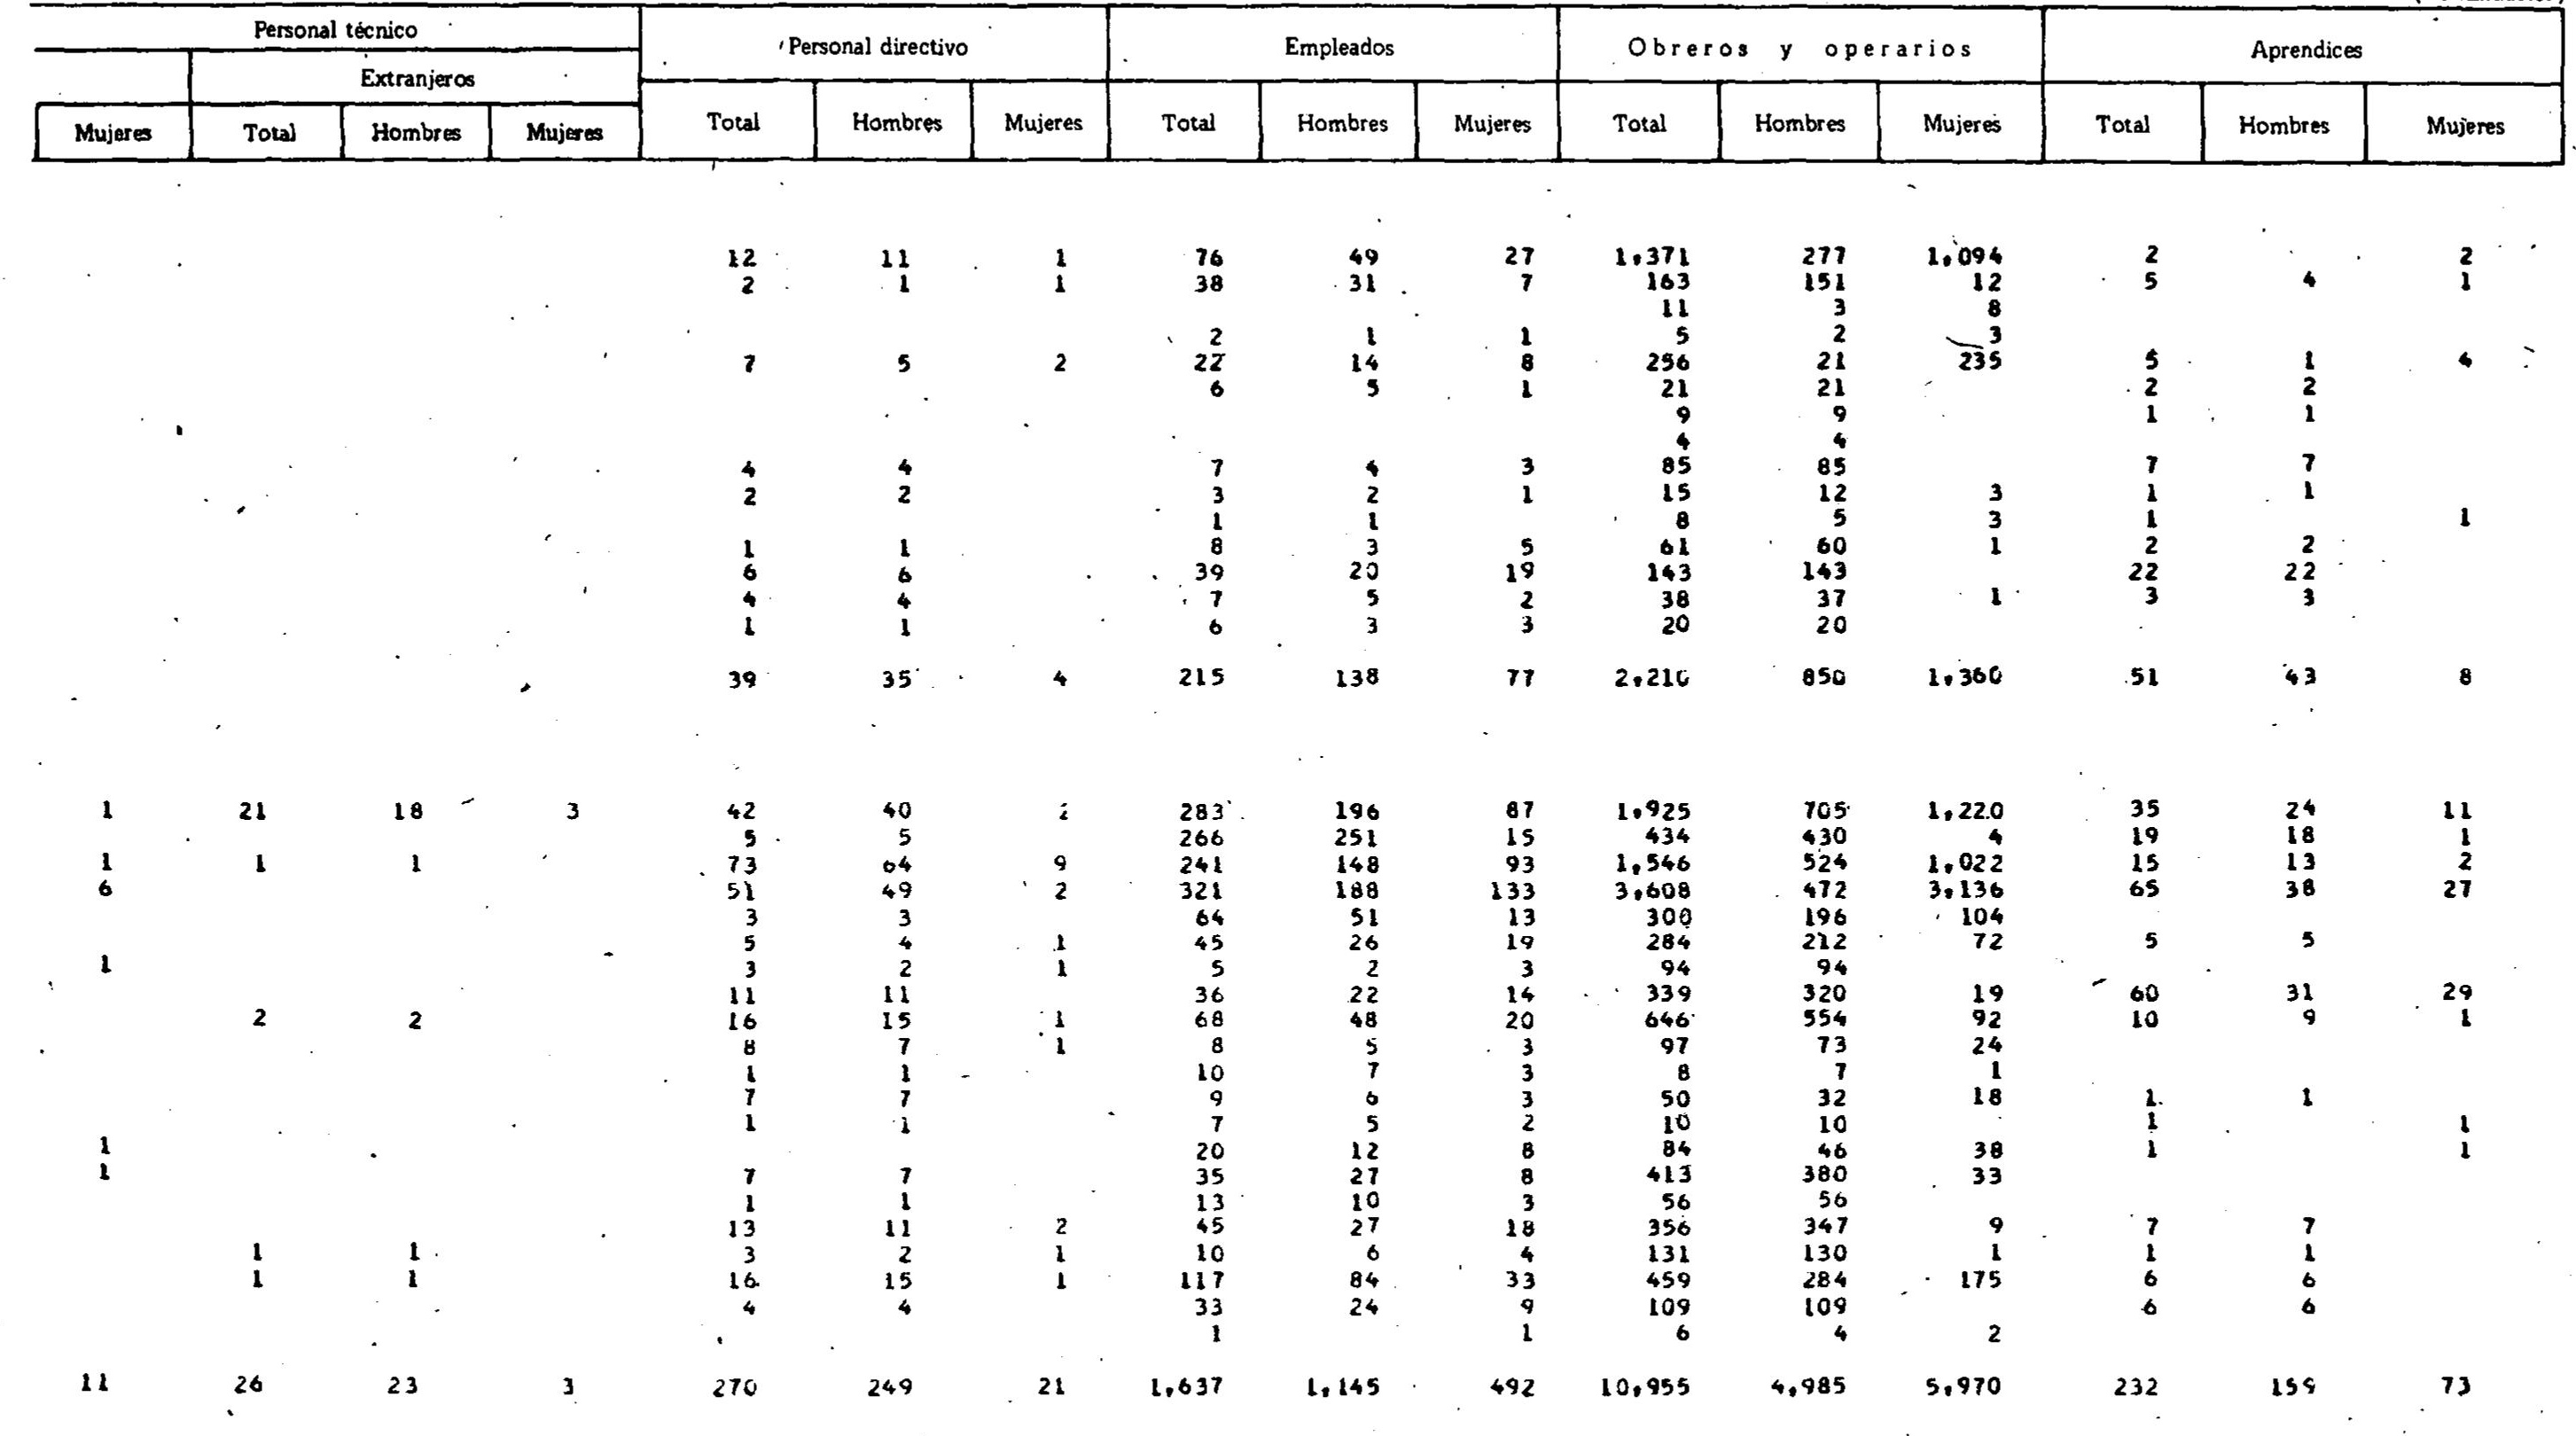 Personal técnico Personal directivo Empleados Obreros y operarios Aprendices
Extranjeros
Mujeres Total Hombres Mujeres Total Hombres Mujeres Total Hombres Mujeres Total Hombres Mujeres Total Hombres Mujeres
12 11 1 76 49 27 1,371 277 1,094 2 2
2 1 1 38 31 7 163 151 12 5 4 1
11 3 8
2 1 1 5 2 3
7 5 2 22 14 8 256 21 235 5 1 4
6 5 1 21 21 2 2
9 9 1 1
4 4
4 4 7 4 3 85 85 7 7
2 2 3 2 1 15 12 3 1 1
1 1 8 5 3 1 1
1 1 8 3 5 61 60 1 2 2
6 6 39 20 19 143 143 22 22
4 4 7 5 2 38 37 1 3 3
1 1 6 3 3 20 20
39 35 4 215 138 77 2,210 850 1,360 51 43 8
1 21 18 3 42 40 2 283 196 87 1,925 705 1,220 35 24 11
5 5 266 251 15 434 430 4 19 18 1
1 1 1 73 64 9 241 148 93 1,546 524 1,022 15 13 2
6 51 49 2 321 188 133 3,608 472 3,136 65 38 27
3 3 64 51 13 300 196 104
5 4 1 45 26 19 284 212 72 5 5
1 3 2 1 5 2 3 94 94
11 11 36 22 14 339 320 19 60 31 29
2 2 16 15 1 68 48 20 646 554 92 10 9 1
8 7 1 8 5 3 97 73 24
1 1 10 7 3 8 7 1
7 7 9 6 3 50 32 18 1 1
1 1 7 5 2 10 10 1 1
1 20 12 8 84 46 38 1 1
1 7 7 35 27 8 413 380 33
1 1 13 10 3 56 56
13 11 2 45 27 18 356 347 9 7 7
1 1 3 2 1 10 6 4 131 130 1 1 1
1 1 16 15 1 117 84 33 459 284 175 6 6
4 4 33 24 9 109 109 6 6
1 1 6 4 2
11 26 23 3 270 249 21 1,637 1,145 492 10,955 4,985 5,970 232 159 73